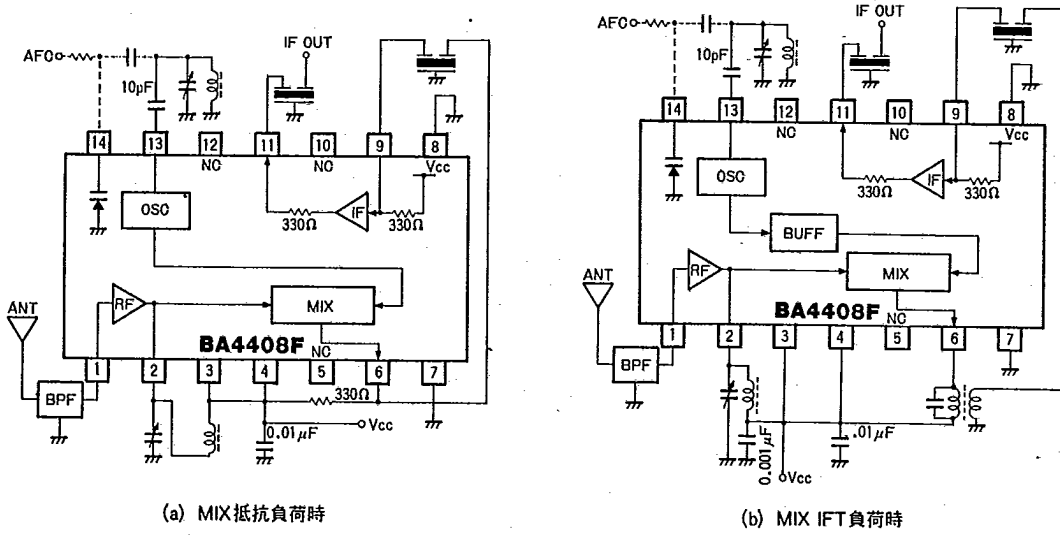 AFC
10pF
IF OUT
14
13
12
11
10
9
8
NC
NC
Vcc
OSC
330Ω
IF
330Ω
ANT
RF
MIX
BA4408F
NC
1
2
3
4
5
6
7
BPF
330Ω
0.01μF
Vcc
(a) MIX抵抗負荷時
AFC
10pF
IF OUT
14
13
12
11
10
9
8
NC
NC
Vcc
OSC
330Ω
IF
330Ω
BUFF
ANT
RF
MIX
BA4408F
NC
1
2
3
4
5
6
7
BPF
0.001μF
.01μF
Vcc
(b) MIX IFT負荷時